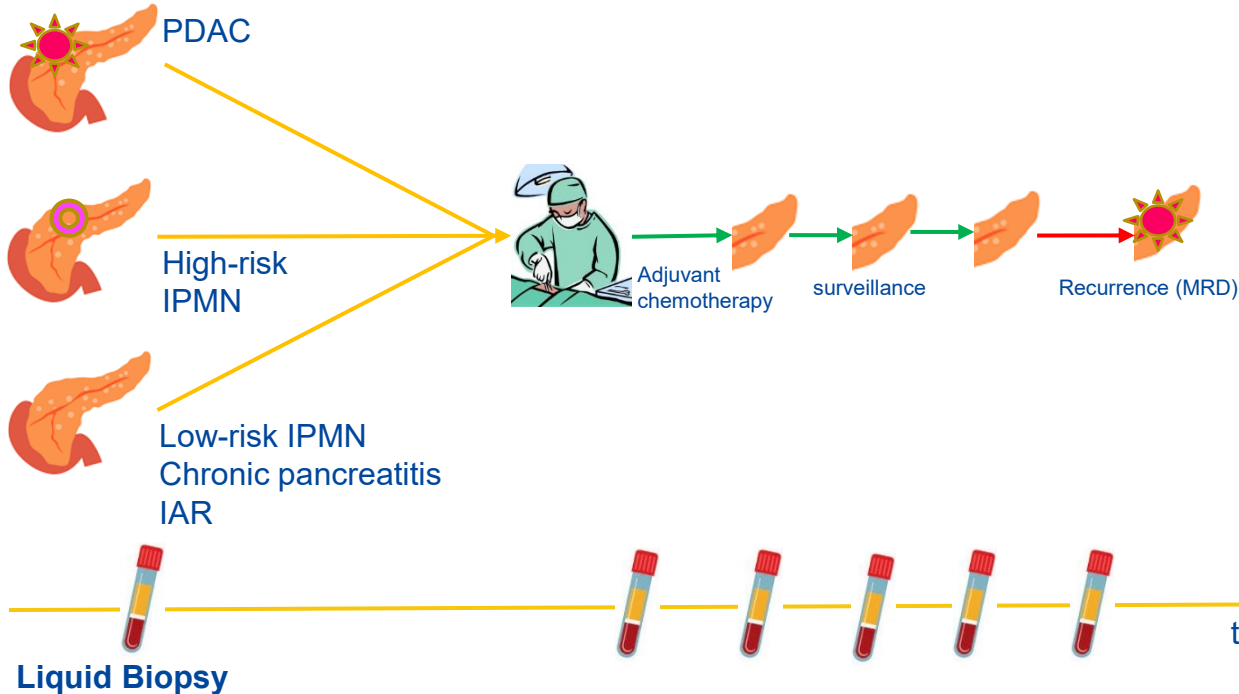 PDAC
High-risk
IPMN
Low-risk IPMN
Chronic pancreatitis
IAR
Adjuvant
chemotherapy
surveillance
Recurrence (MRD)
t
Liquid Biopsy